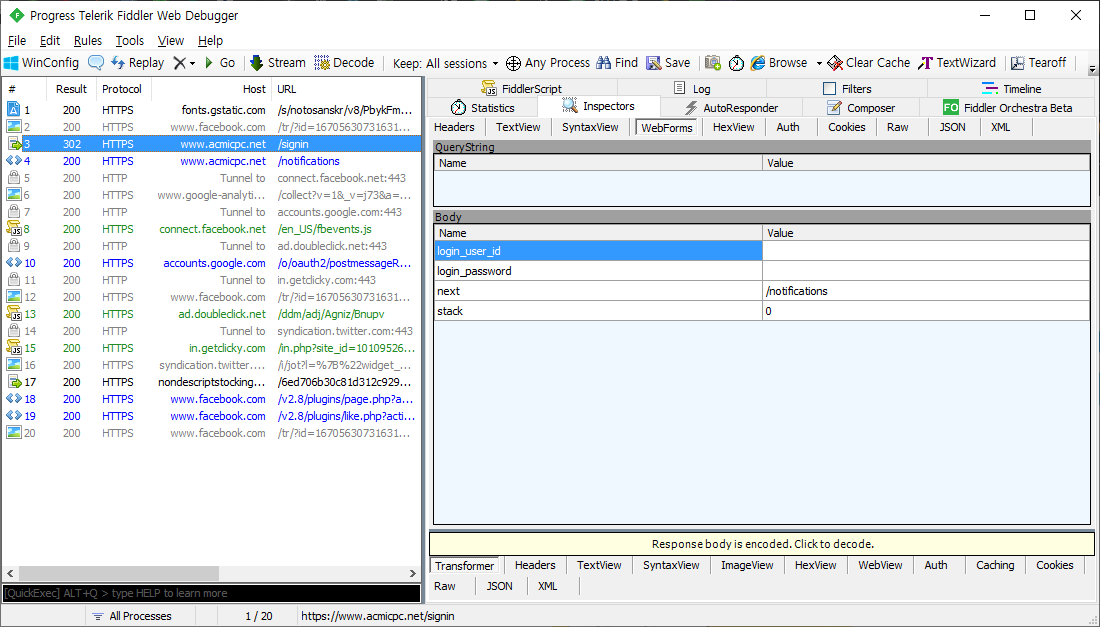 Progress Telerik Fiddler Web Debugger
File Edit Rules Tools View Help
WinConfig Replay Go Stream Decode Keep: All sessions Any Process Find Save Browse Clear Cache TextWizard Tearoff
# Result Protocol Host URL
1 200 HTTPS fonts.gstatic.com /s/notosanskr/v8/PbykFm...
2 200 HTTPS www.facebook.com /tr/?id=16705630731631...
3 302 HTTPS www.acmicpc.net /signin
4 200 HTTPS www.acmicpc.net /notifications
5 200 HTTP Tunnel to connect.facebook.net:443
6 200 HTTPS www.google-analyti... /collect?v=1&_v=j73&a=...
7 200 HTTP Tunnel to accounts.google.com:443
8 200 HTTPS connect.facebook.net /en_US/fbevents.js
9 200 HTTP Tunnel to ad.doubleclick.net:443
10 200 HTTPS accounts.google.com /o/oauth2/postmessageR...
11 200 HTTP Tunnel to in.getclicky.com:443
12 200 HTTPS www.facebook.com /tr/?id=16705630731631...
13 200 HTTPS ad.doubleclick.net /ddm/adj/Agniz/Bnupv
14 200 HTTP Tunnel to syndication.twitter.com:443
15 200 HTTPS in.getclicky.com /in.php?site_id=10109526...
16 200 HTTPS syndication.twitter.... /i/jot?l=%7B%22widget_...
17 200 HTTPS nondescriptstocking... /6ed706b30c81d312c929...
18 200 HTTPS www.facebook.com /v2.8/plugins/page.php?a...
19 200 HTTPS www.facebook.com /v2.8/plugins/like.php?acti...
20 200 HTTPS www.facebook.com /tr/?id=16705630731631...
[QuickExec] ALT+Q > type HELP to learn more
FiddlerScript Log Filters Timeline
Statistics Inspectors AutoResponder Composer FO Fiddler Orchestra Beta
Headers TextView SyntaxView WebForms HexView Auth Cookies Raw JSON XML
QueryString
Name Value
Body
Name Value
login_user_id
login_password
next /notifications
stack 0
Response body is encoded. Click to decode.
Transformer Headers TextView SyntaxView ImageView HexView WebView Auth Caching Cookies
Raw JSON XML
All Processes 1 / 20 https://www.acmicpc.net/signin